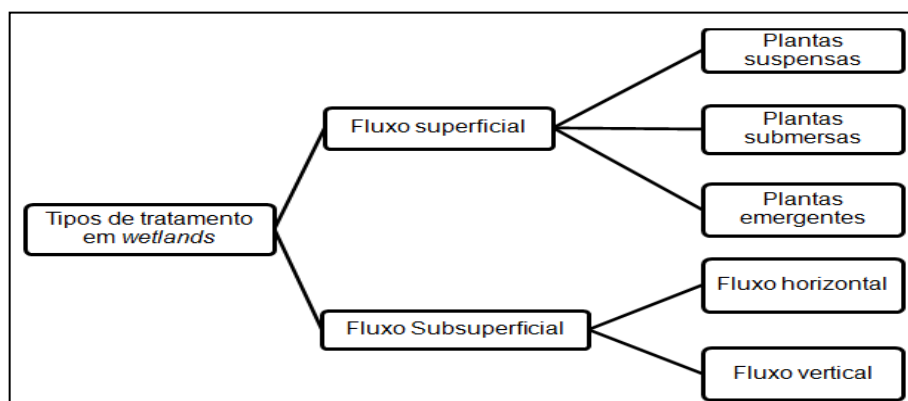 Tipos de tratamento
em wetlands
Fluxo superficial
Plantas
suspensas
Plantas
submersas
Plantas
emergentes
Fluxo Subsuperficial
Fluxo horizontal
Fluxo vertical